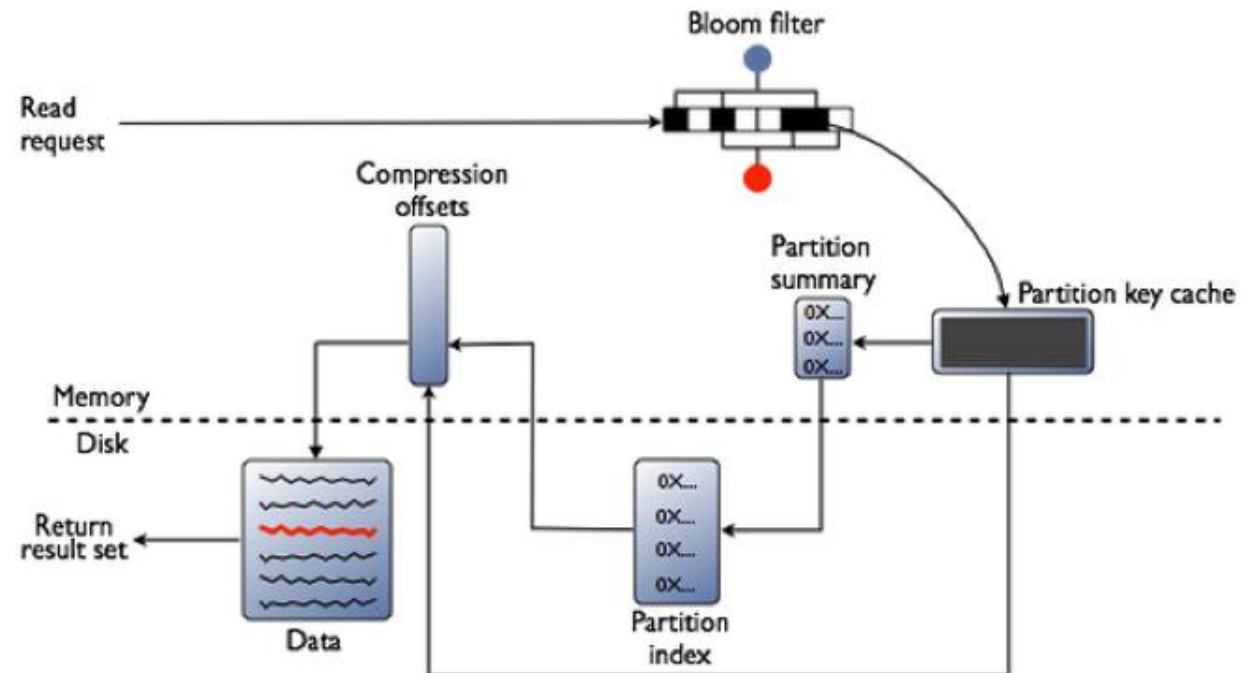 Bloom filter
Read
request
Compression
offsets
Partition
summary
0X...
0X...
0X...
Partition key cache
Memory
Disk
0X...
0X...
0X...
0X...
Return
result set
Data
Partition
index